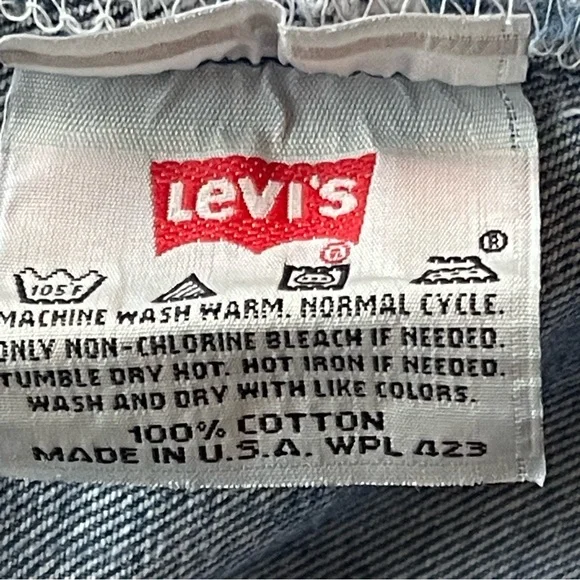 Levi's
®
®
105 F
MACHINE WASH WARM. NORMAL CYCLE.
ONLY NON-CHLORINE BLEACH IF NEEDED.
TUMBLE DRY HOT. HOT IRON IF NEEDED.
WASH AND DRY WITH LIKE COLORS.
100% COTTON
MADE IN U.S.A. WPL 423